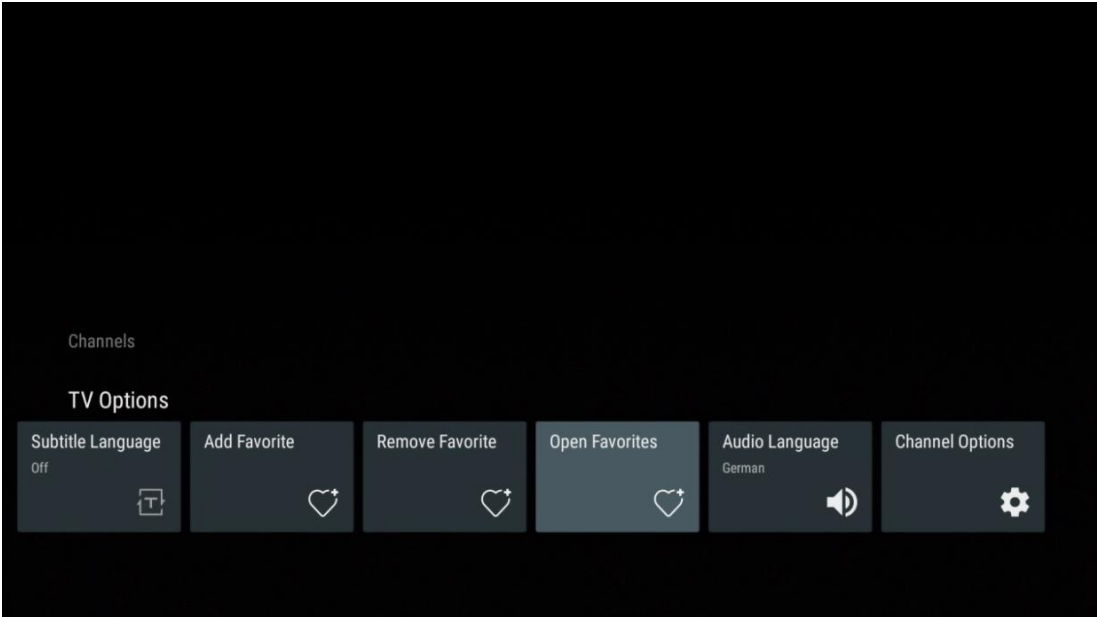 Channels
TV Options
Subtitle Language
Off
Add Favorite
Remove Favorite
Open Favorites
Audio Language
German
Channel Options